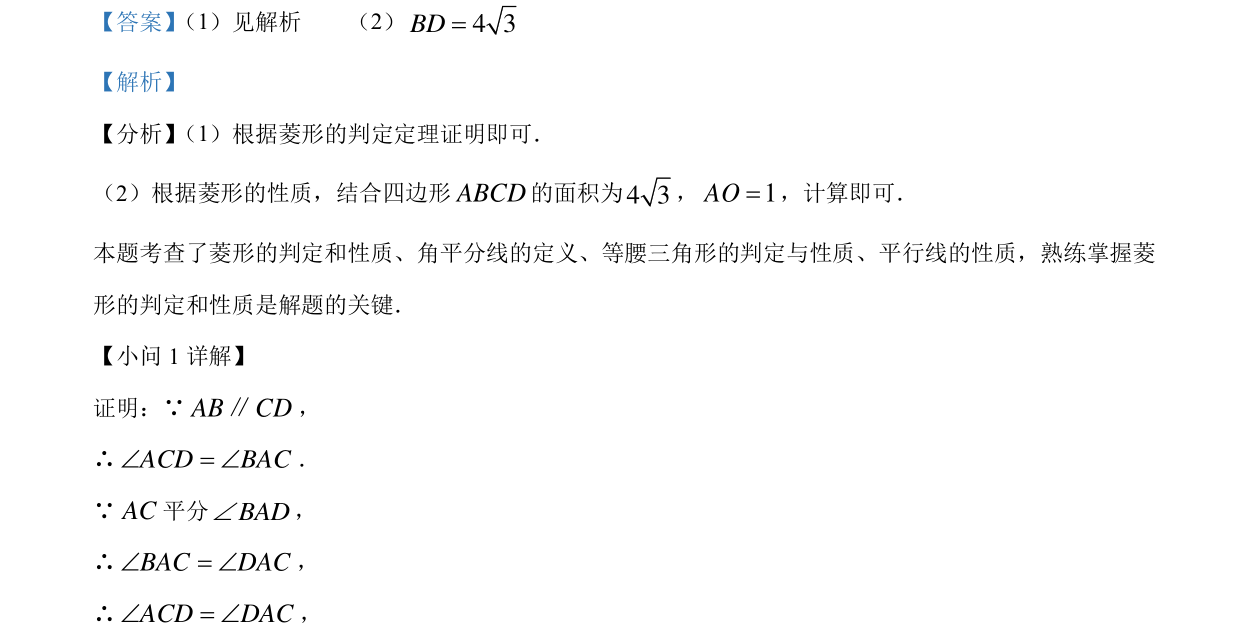 【答案】（1）见解析　　（2）BD = 4√3
【解析】
【分析】（1）根据菱形的判定定理证明即可．
（2）根据菱形的性质，结合四边形 ABCD 的面积为 4√3 ， AO = 1，计算即可．
本题考查了菱形的判定和性质、角平分线的定义、等腰三角形的判定与性质、平行线的性质，熟练掌握菱
形的判定和性质是解题的关键．
【小问 1 详解】
证明：∵ AB ∥ CD ，
∴ ∠ACD = ∠BAC ．
∵ AC 平分 ∠BAD ，
∴ ∠BAC = ∠DAC ，
∴ ∠ACD = ∠DAC ，